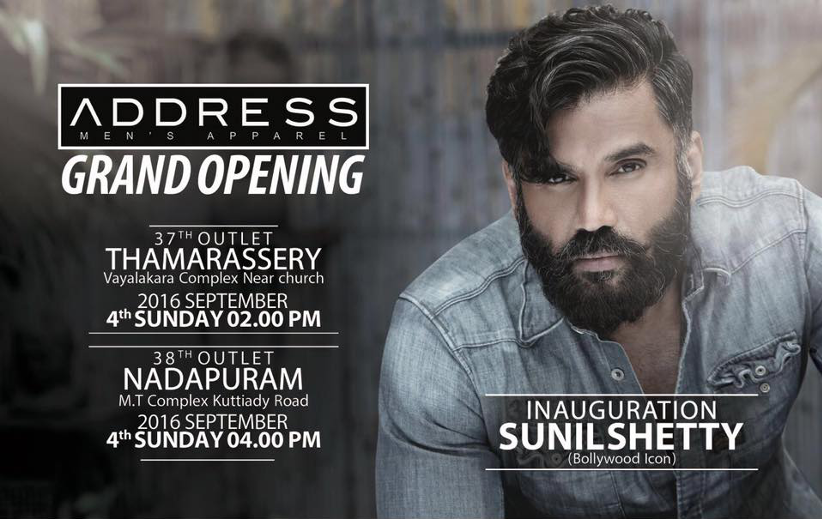 ADDRESS
MEN'S APPAREL
GRAND OPENING
37TH OUTLET
THAMARASSERY
Vayalakara Complex Near church
2016 SEPTEMBER
4th SUNDAY 02.00 PM
38TH OUTLET
NADAPURAM
M.T Complex Kuttiady Road
2016 SEPTEMBER
4th SUNDAY 04.00 PM
INAUGURATION
SUNILSHETTY
(Bollywood Icon)